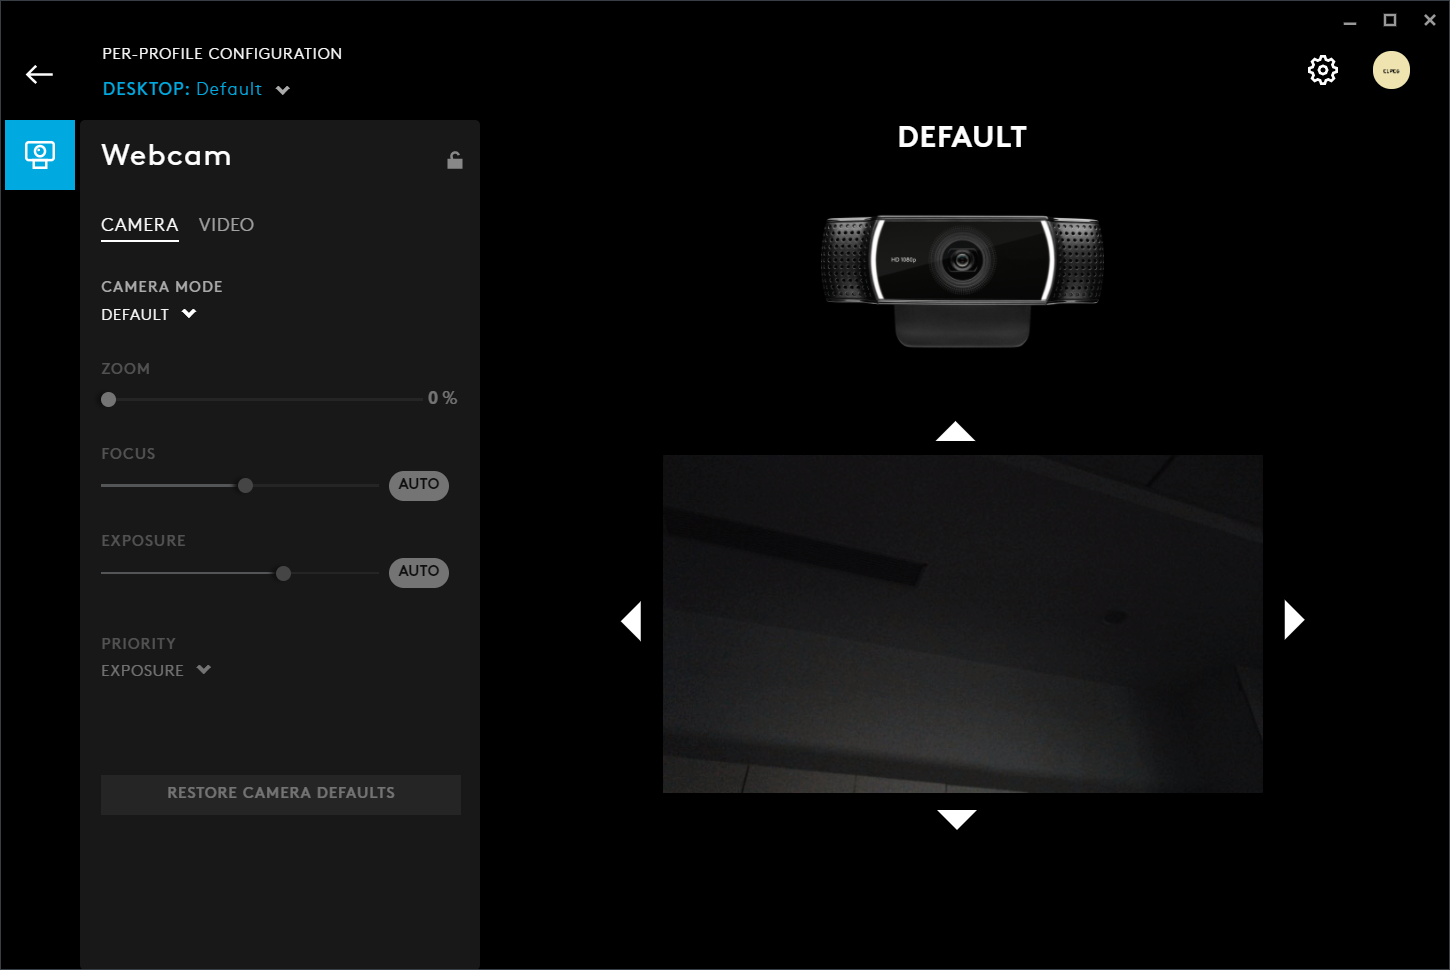 PER-PROFILE CONFIGURATION
DESKTOP: Default
Webcam
CAMERA VIDEO
CAMERA MODE
DEFAULT
ZOOM
0 %
FOCUS
AUTO
EXPOSURE
AUTO
PRIORITY
EXPOSURE
RESTORE CAMERA DEFAULTS
DEFAULT
HD 1080p